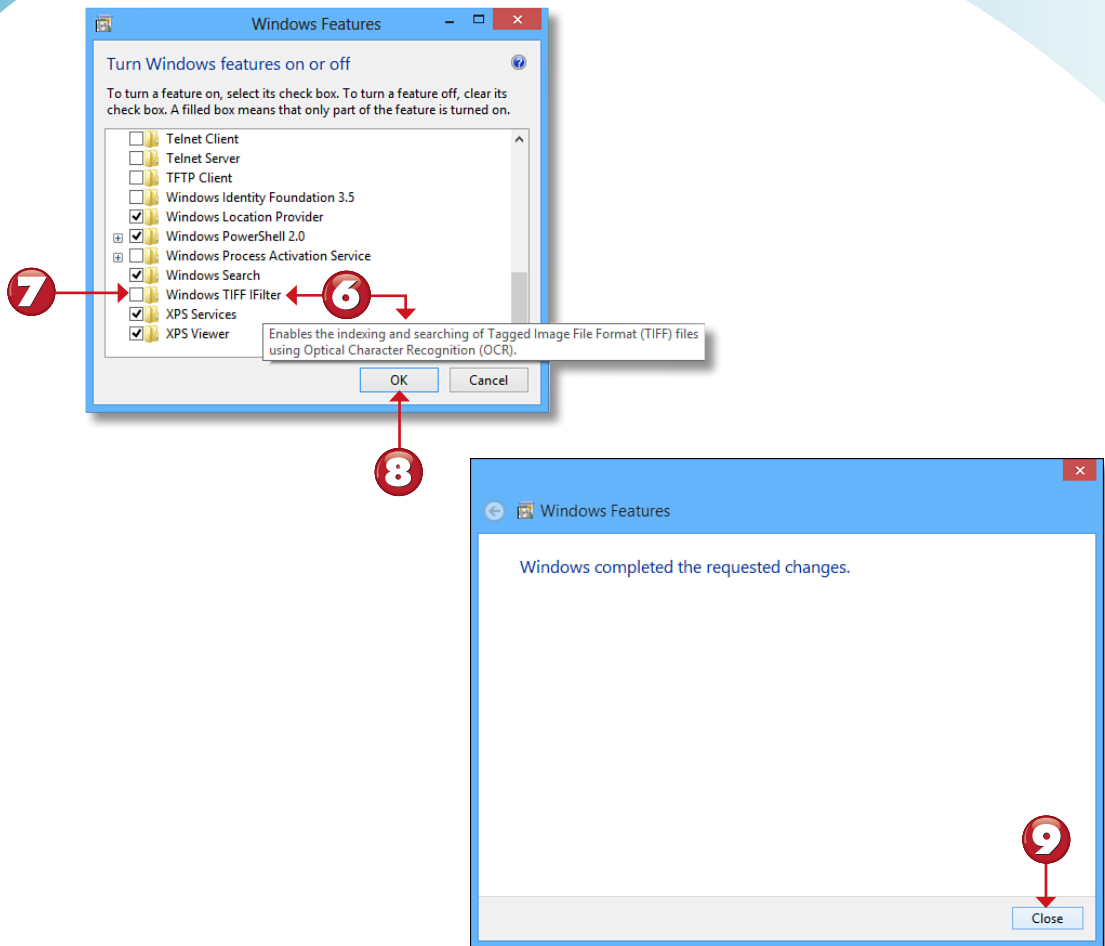 Windows Features
Turn Windows features on or off
To turn a feature on, select its check box. To turn a feature off, clear its
check box. A filled box means that only part of the feature is turned on.
Telnet Client
Telnet Server
TFTP Client
Windows Identity Foundation 3.5
Windows Location Provider
Windows PowerShell 2.0
Windows Process Activation Service
Windows Search
7
Windows TIFF IFilter
6
XPS Services
XPS Viewer
Enables the indexing and searching of Tagged Image File Format (TIFF) files
using Optical Character Recognition (OCR).
OK
Cancel
8
Windows Features
Windows completed the requested changes.
9
Close